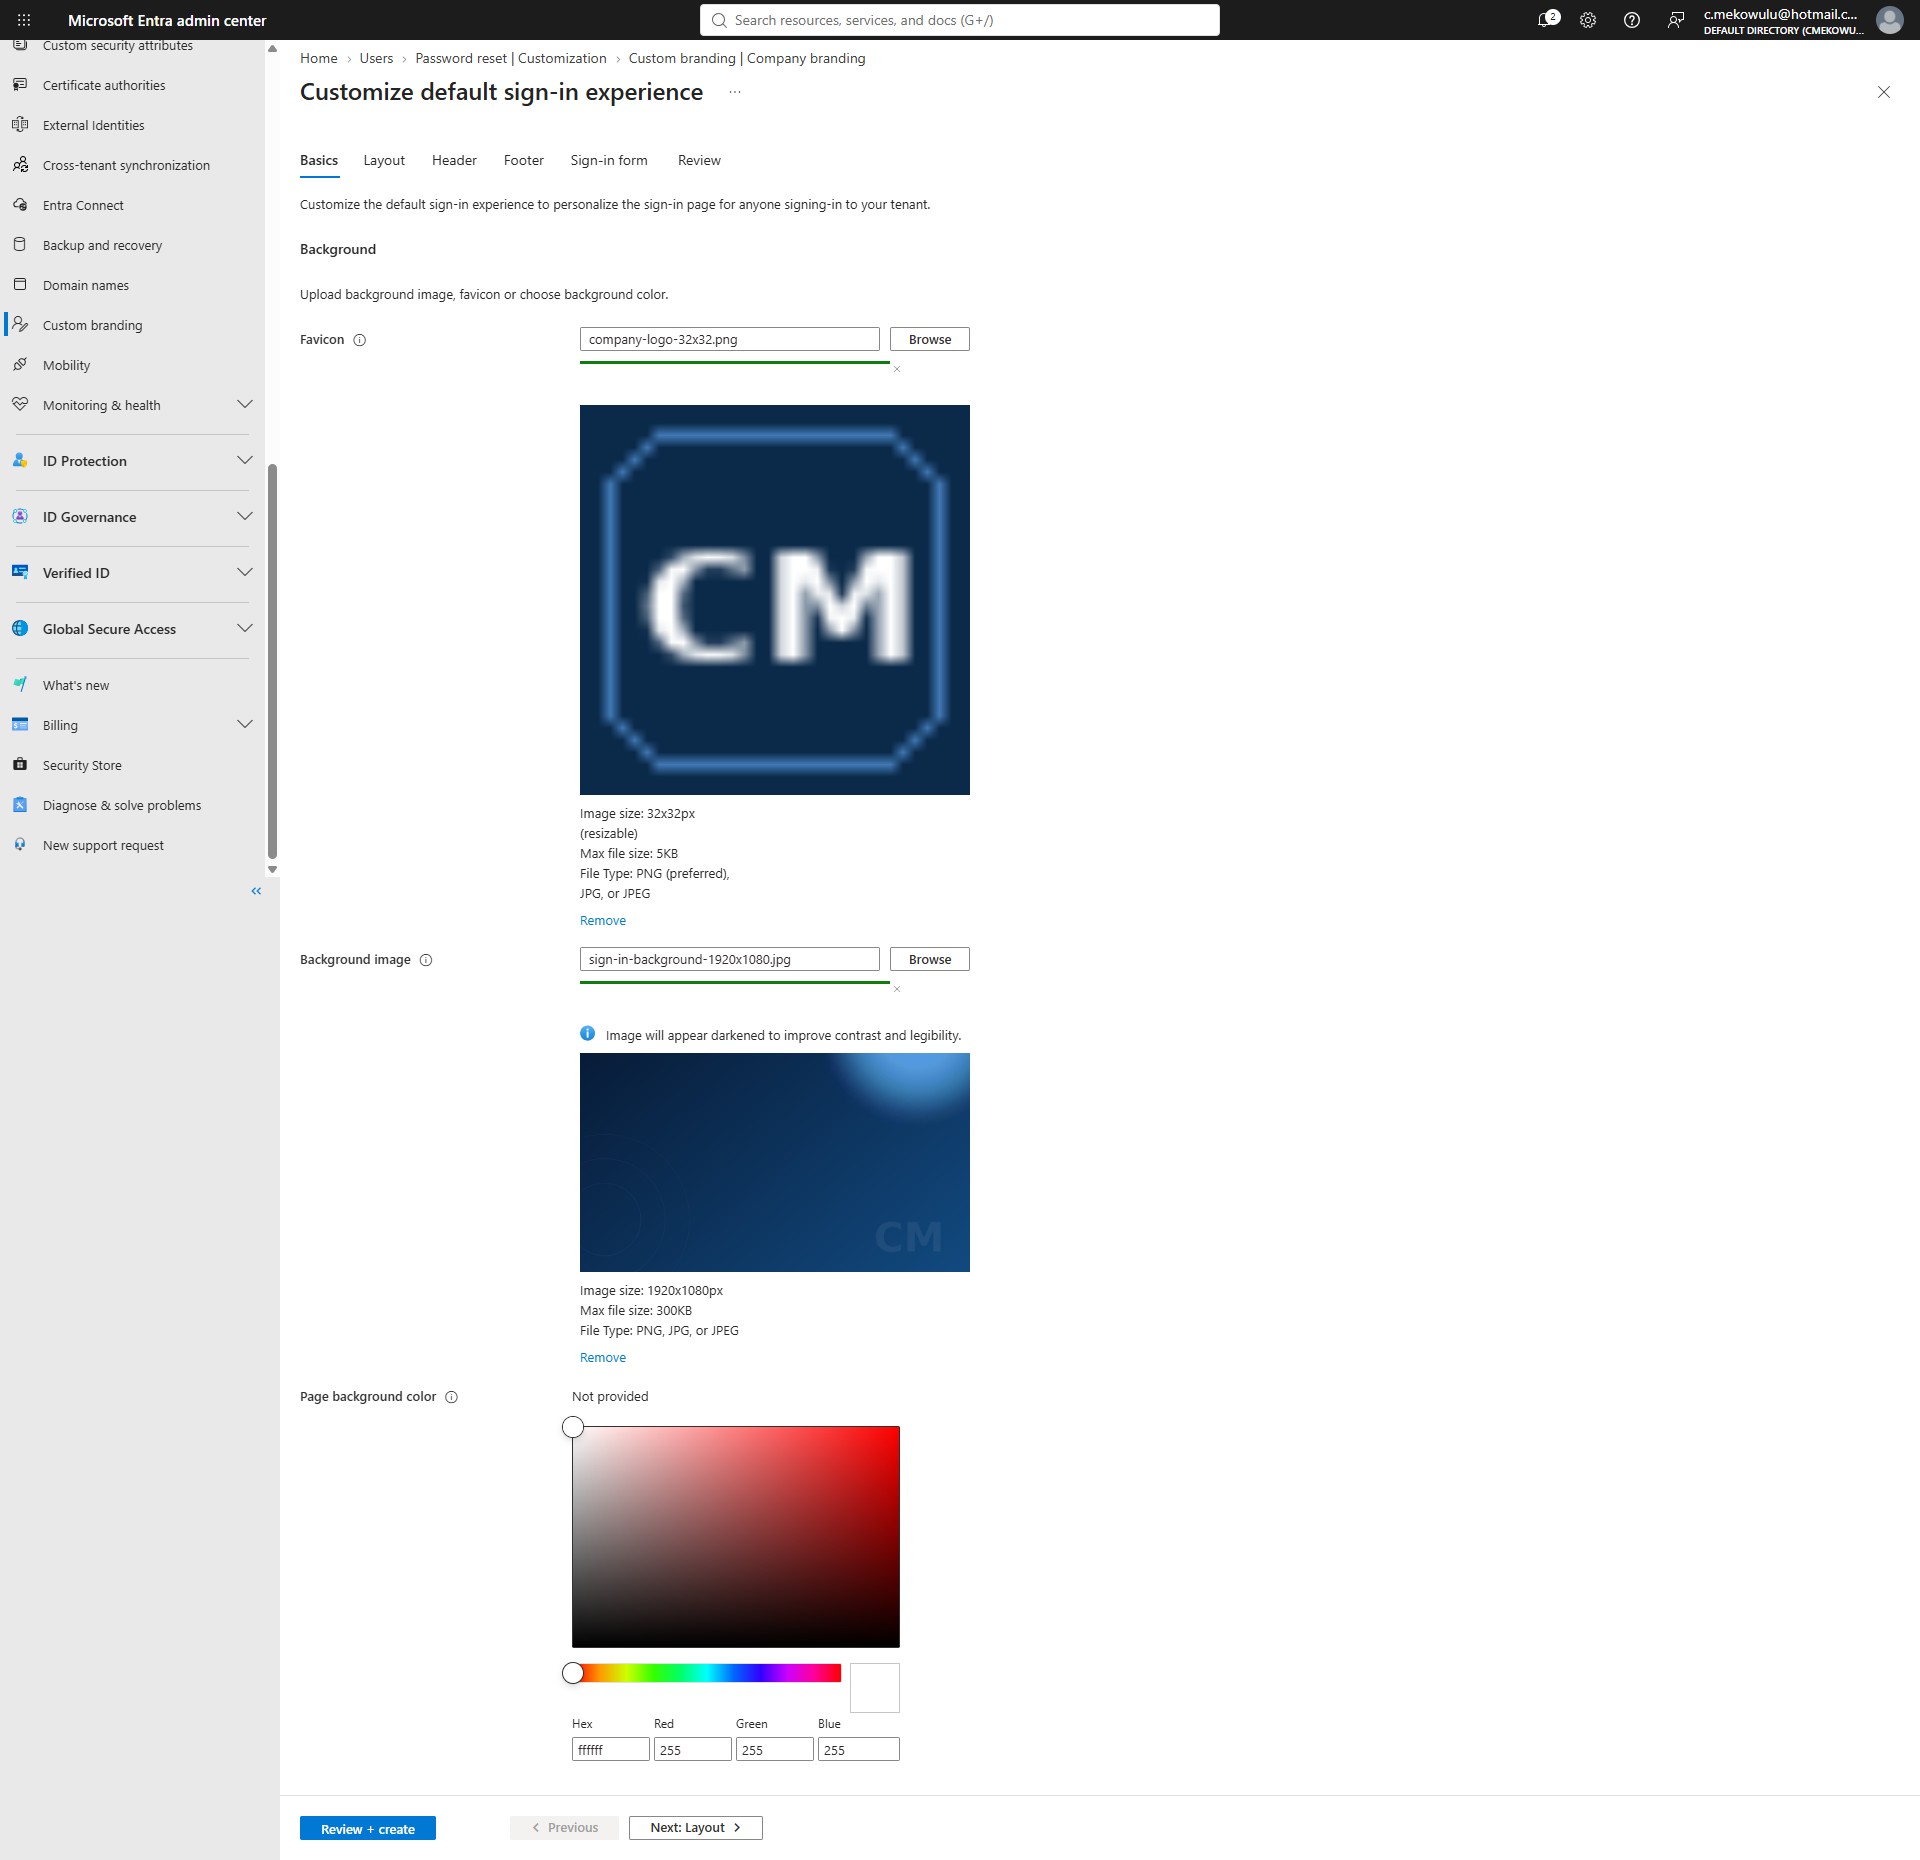 Microsoft Entra admin center
Search resources, services, and docs (G+/)
2
c.mekowulu@hotmail.c...
DEFAULT DIRECTORY (CMEKOWU...
Custom security attributes
Certificate authorities
External Identities
Cross-tenant synchronization
Entra Connect
Backup and recovery
Domain names
Custom branding
Mobility
Monitoring & health
ID Protection
ID Governance
Verified ID
Global Secure Access
What's new
Billing
Security Store
Diagnose & solve problems
New support request
Home > Users > Password reset | Customization > Custom branding | Company branding
Customize default sign-in experience ...
Basics Layout Header Footer Sign-in form Review
Customize the default sign-in experience to personalize the sign-in page for anyone signing-in to your tenant.
Background
Upload background image, favicon or choose background color.
Favicon
company-logo-32x32.png
Browse
CM
Image size: 32x32px
(resizable)
Max file size: 5KB
File Type: PNG (preferred),
JPG, or JPEG
Remove
Background image
sign-in-background-1920x1080.jpg
Browse
Image will appear darkened to improve contrast and legibility.
CM
Image size: 1920x1080px
Max file size: 300KB
File Type: PNG, JPG, or JPEG
Remove
Page background color
Not provided
Hex Red Green Blue
ffffff 255 255 255
Review + create
< Previous
Next: Layout >